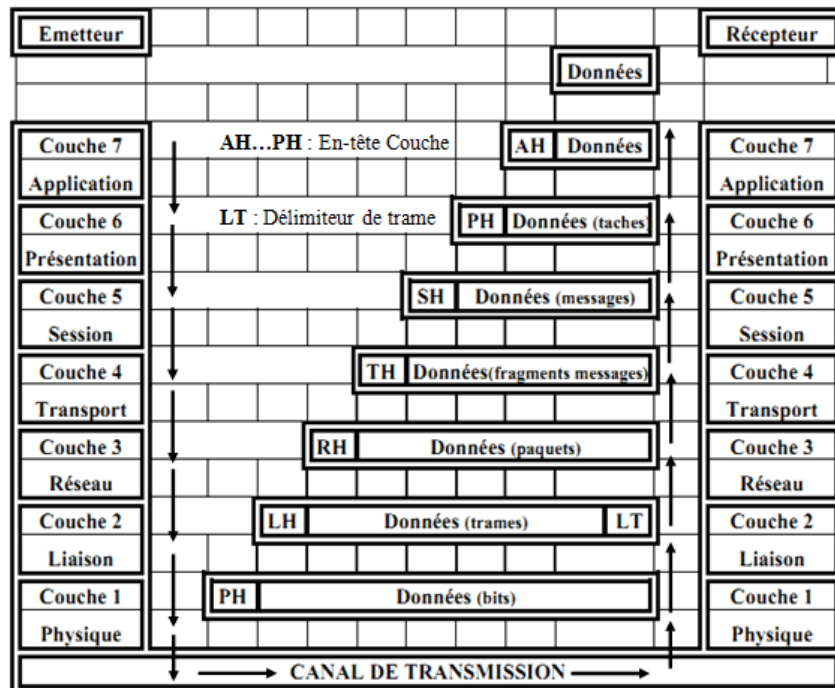 Emetteur Récepteur
Données
Couche 7 AH…PH : En-tête Couche AH Données Couche 7
Application Application
Couche 6 LT : Délimiteur de trame PH Données (taches) Couche 6
Présentation Présentation
Couche 5 SH Données (messages) Couche 5
Session Session
Couche 4 TH Données(fragments messages) Couche 4
Transport Transport
Couche 3 RH Données (paquets) Couche 3
Réseau Réseau
Couche 2 LH Données (trames) LT Couche 2
Liaison Liaison
Couche 1 PH Données (bits) Couche 1
Physique Physique
CANAL DE TRANSMISSION